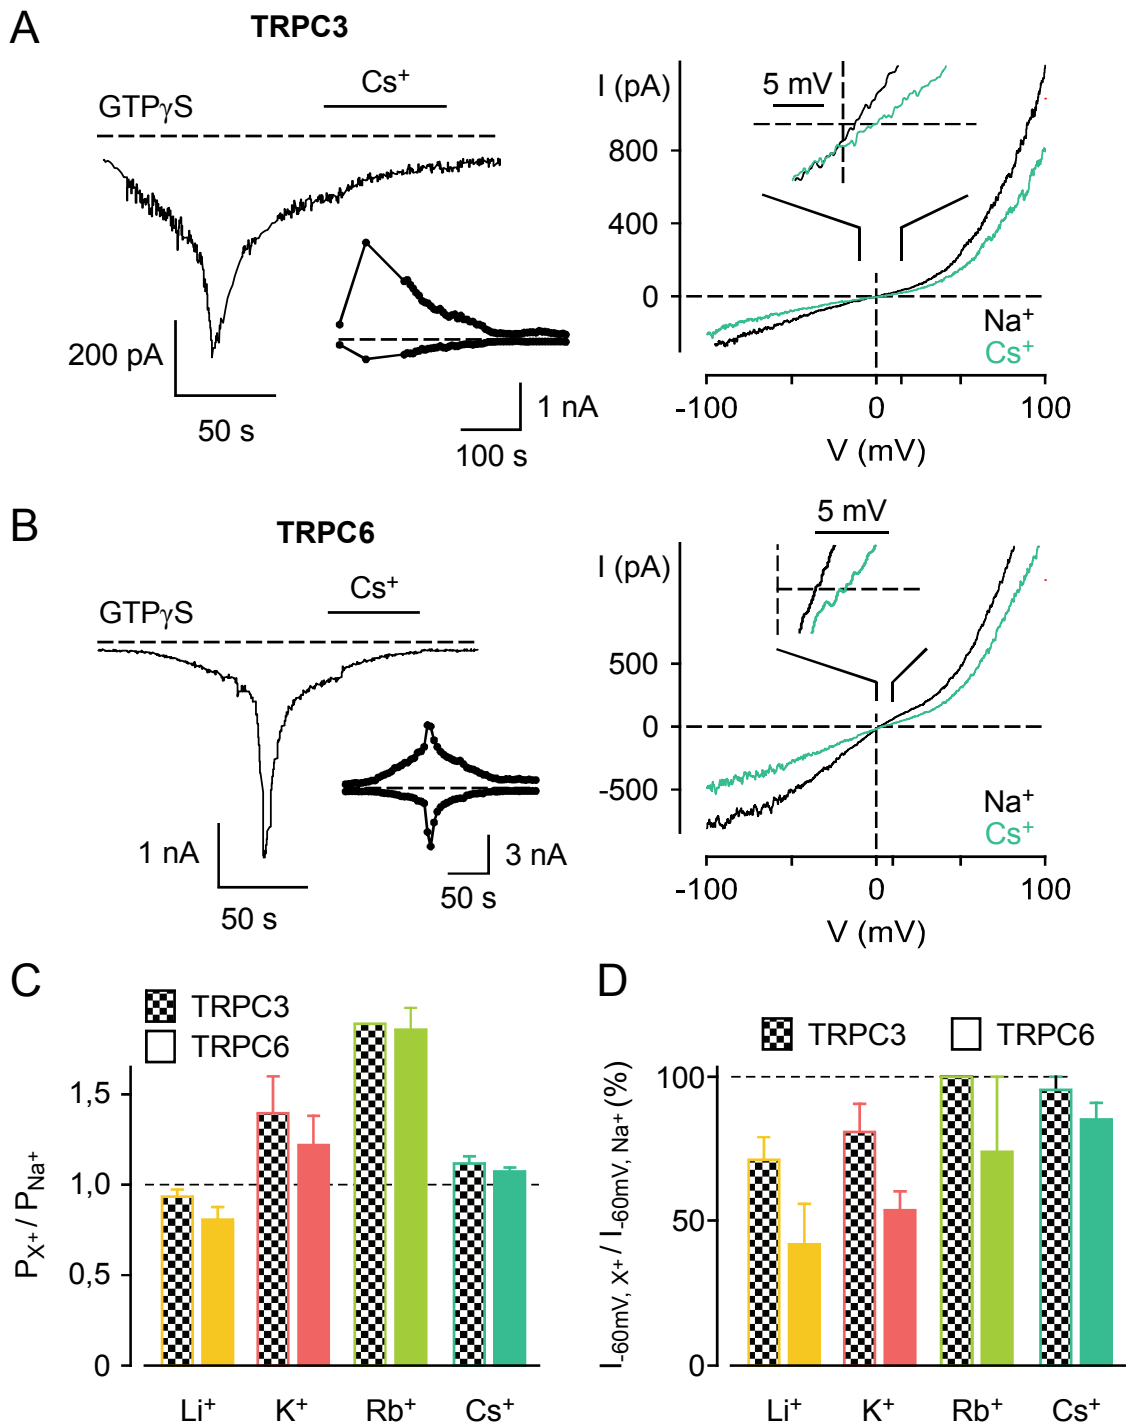 A
TRPC3
Cs⁺
GTPγS
200 pA
50 s
1 nA
100 s
I (pA)
5 mV
800
400
0
Na⁺
Cs⁺
-100
0
100
V (mV)
B
TRPC6
Cs⁺
GTPγS
1 nA
50 s
3 nA
50 s
I (pA)
5 mV
500
0
-500
Na⁺
Cs⁺
-100
0
100
V (mV)
C
TRPC3
TRPC6
P_X⁺ / P_Na⁺
1,5
1,0
0,5
0
Li⁺
K⁺
Rb⁺
Cs⁺
D
TRPC3
TRPC6
I_-60mV, X⁺ / I_-60mV, Na⁺ (%)
100
50
0
Li⁺
K⁺
Rb⁺
Cs⁺